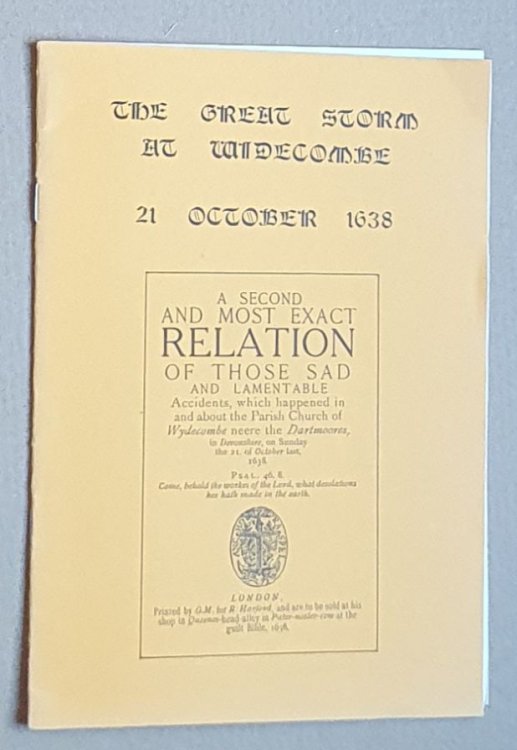 THE GREAT STORM
AT WIDECOMBE
21 OCTOBER 1638
A SECOND
AND MOST EXACT
RELATION
OF THOSE SAD
AND LAMENTABLE
Accidents, which happened in
and about the Parish Church of
Wydecombe neere the Dartmoores,
in Devonshire, on Sunday
the 21. of October last,
1638.
PSAL. 46. 8.
Come, behold the workes of the Lord, what desolations
hee hath made in the earth.
LONDON,
Printed by G.M. for R. Harford, and are to be sold at his
shop in Queenes-head-alley in Pater-noster-row at the
guilt Bible, 1638.